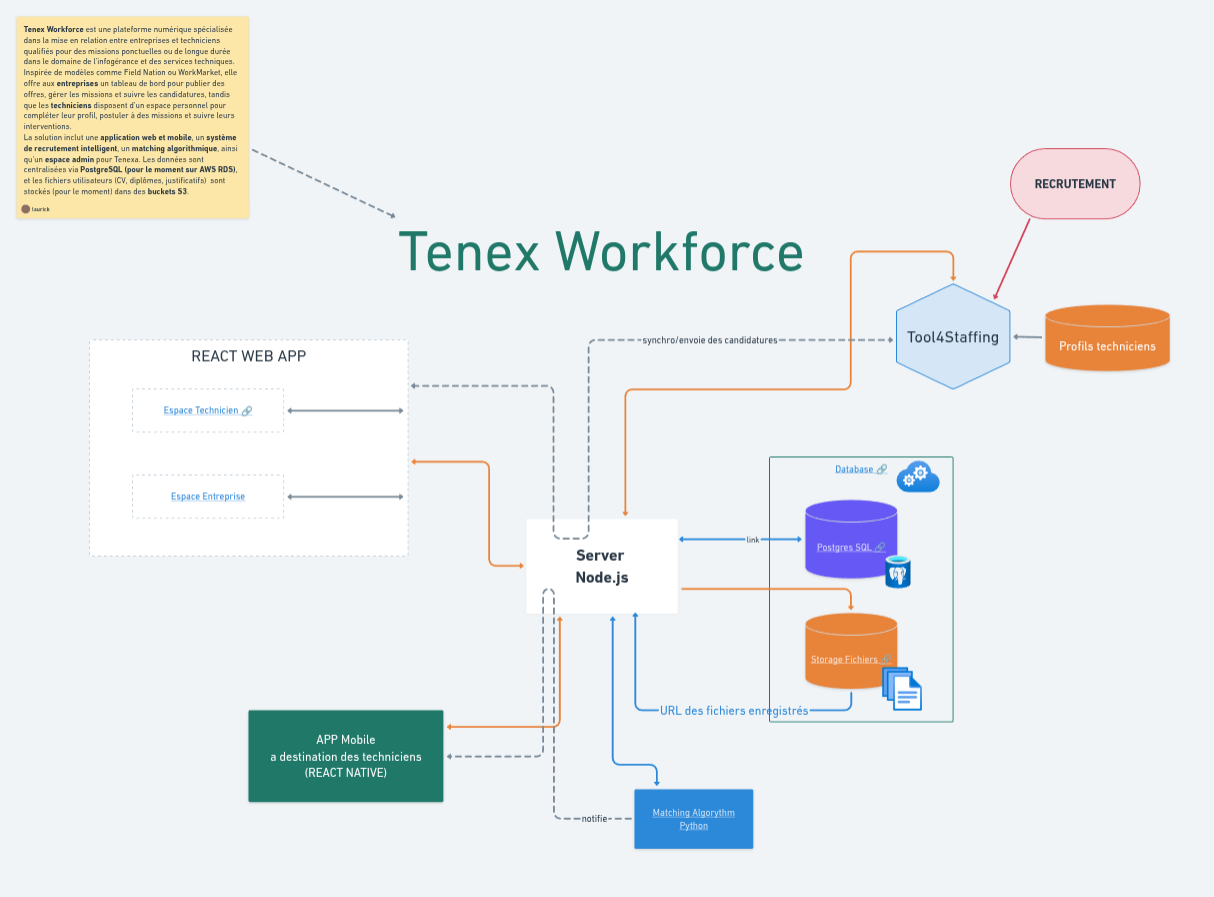 Tenex Workforce est une plateforme numérique spécialisée
dans la mise en relation entre entreprises et techniciens
qualifiés pour des missions ponctuelles ou de longue durée
dans le domaine de l'infogérance et des services techniques.
Inspirée de modèles comme Field Nation ou WorkMarket, elle
offre aux entreprises un tableau de bord pour publier des
offres, gérer les missions et suivre les candidatures, tandis
que les techniciens disposent d'un espace personnel pour
compléter leur profil, postuler à des missions et suivre leurs
interventions.
La solution inclut une application web et mobile, un système
de recrutement intelligent, un matching algorithmique, ainsi
qu'un espace admin pour Tenexa. Les données sont
centralisées via PostgreSQL (pour le moment sur AWS RDS),
et les fichiers utilisateurs (CV, diplômes, justificatifs) sont
stockés (pour le moment) dans des buckets S3.
laurick
RECRUTEMENT
Tenex Workforce
Tool4Staffing
Profils techniciens
synchro/envoie des candidatures
REACT WEB APP
Espace Technicien
Espace Entreprise
Database
Server
Node.js
link
Postgres SQL
Storage Fichiers
URL des fichiers enregistrés
APP Mobile
a destination des techniciens
(REACT NATIVE)
notifie
Matching Algorythm
Python